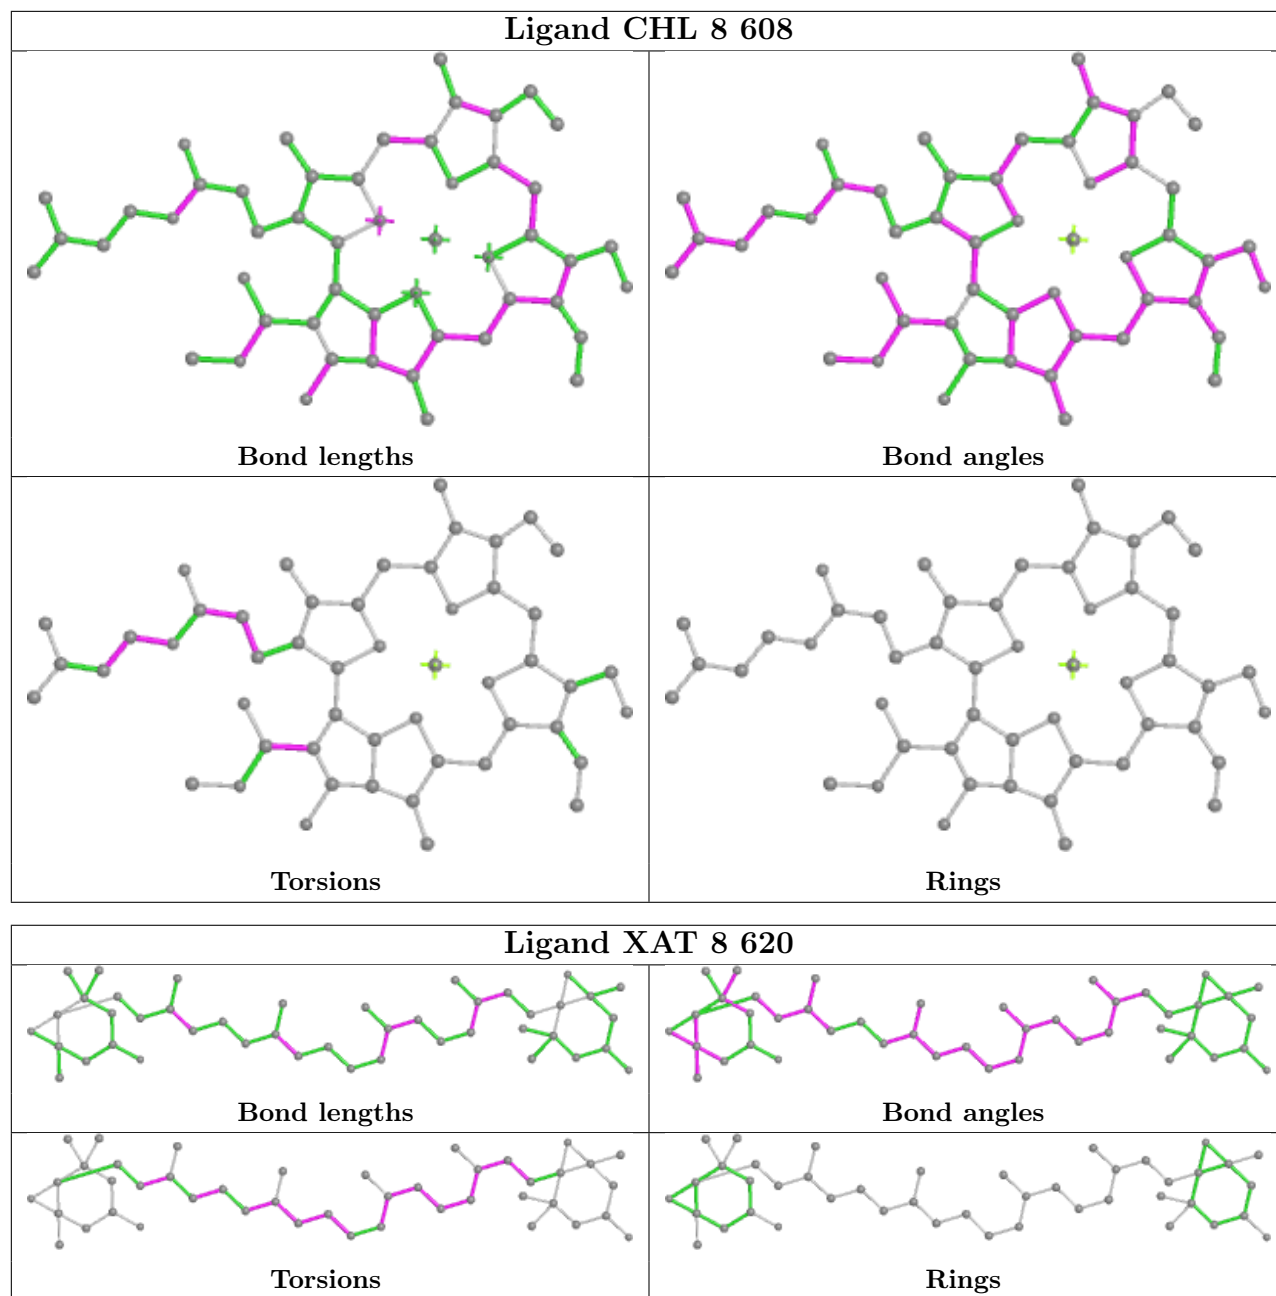 Ligand CHL 8 608
Bond lengths
Bond angles
Torsions
Rings
Ligand XAT 8 620
Bond lengths
Bond angles
Torsions
Rings